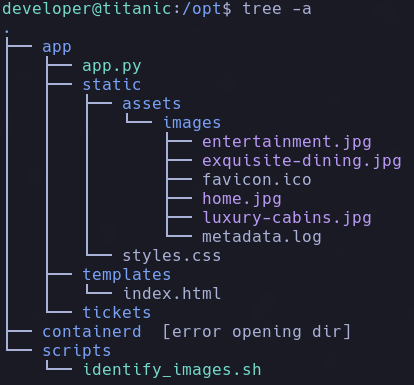 developer@titanic:/opt$ tree -a
.
├── app
│   ├── app.py
│   ├── static
│   │   ├── assets
│   │   │   └── images
│   │   │       ├── entertainment.jpg
│   │   │       ├── exquisite-dining.jpg
│   │   │       ├── favicon.ico
│   │   │       ├── home.jpg
│   │   │       ├── luxury-cabins.jpg
│   │   │       └── metadata.log
│   │   └── styles.css
│   ├── templates
│   │   └── index.html
│   └── tickets
├── containerd  [error opening dir]
└── scripts
    └── identify_images.sh